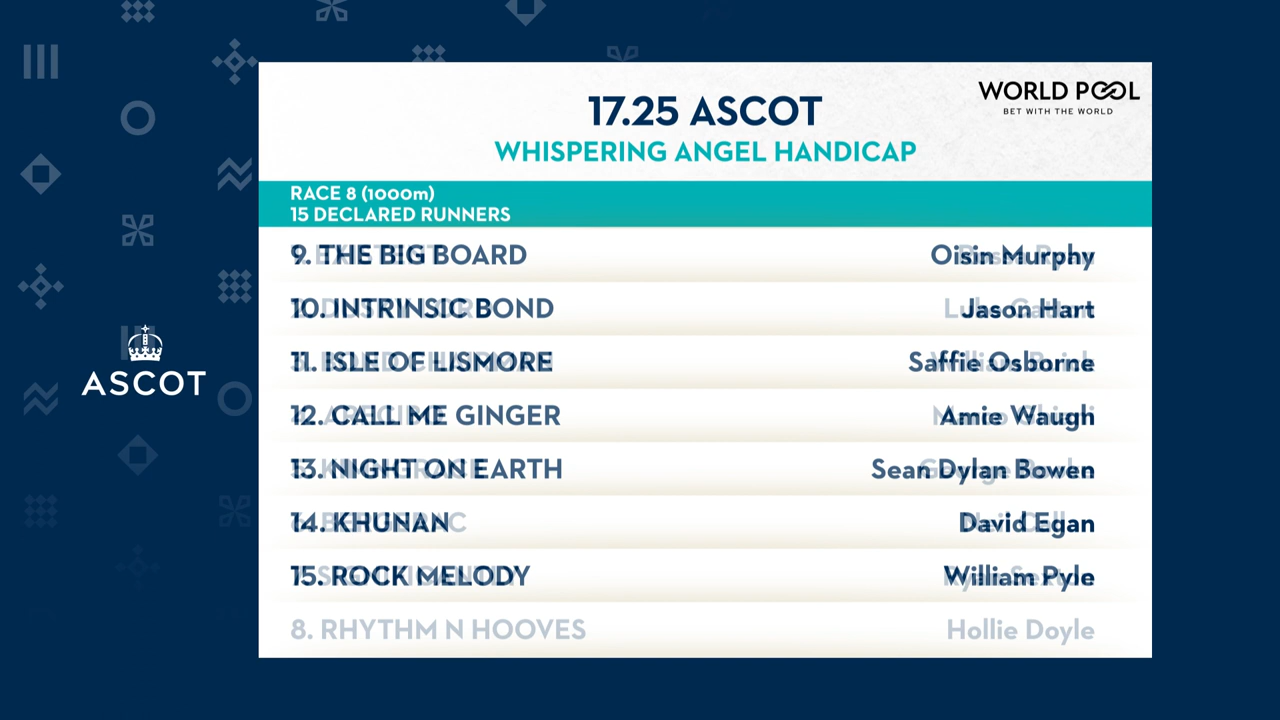 WORLD POOL
BET WITH THE WORLD
17.25 ASCOT
WHISPERING ANGEL HANDICAP
RACE 8 (1000m)
15 DECLARED RUNNERS
9. THE BIG BOARD Oisin Murphy
10. INTRINSIC BOND Jason Hart
11. ISLE OF LISMORE Saffie Osborne
12. CALL ME GINGER Amie Waugh
13. NIGHT ON EARTH Sean Dylan Bowen
14. KHUNAN David Egan
15. ROCK MELODY William Pyle
8. RHYTHM N HOOVES Hollie Doyle
ASCOT